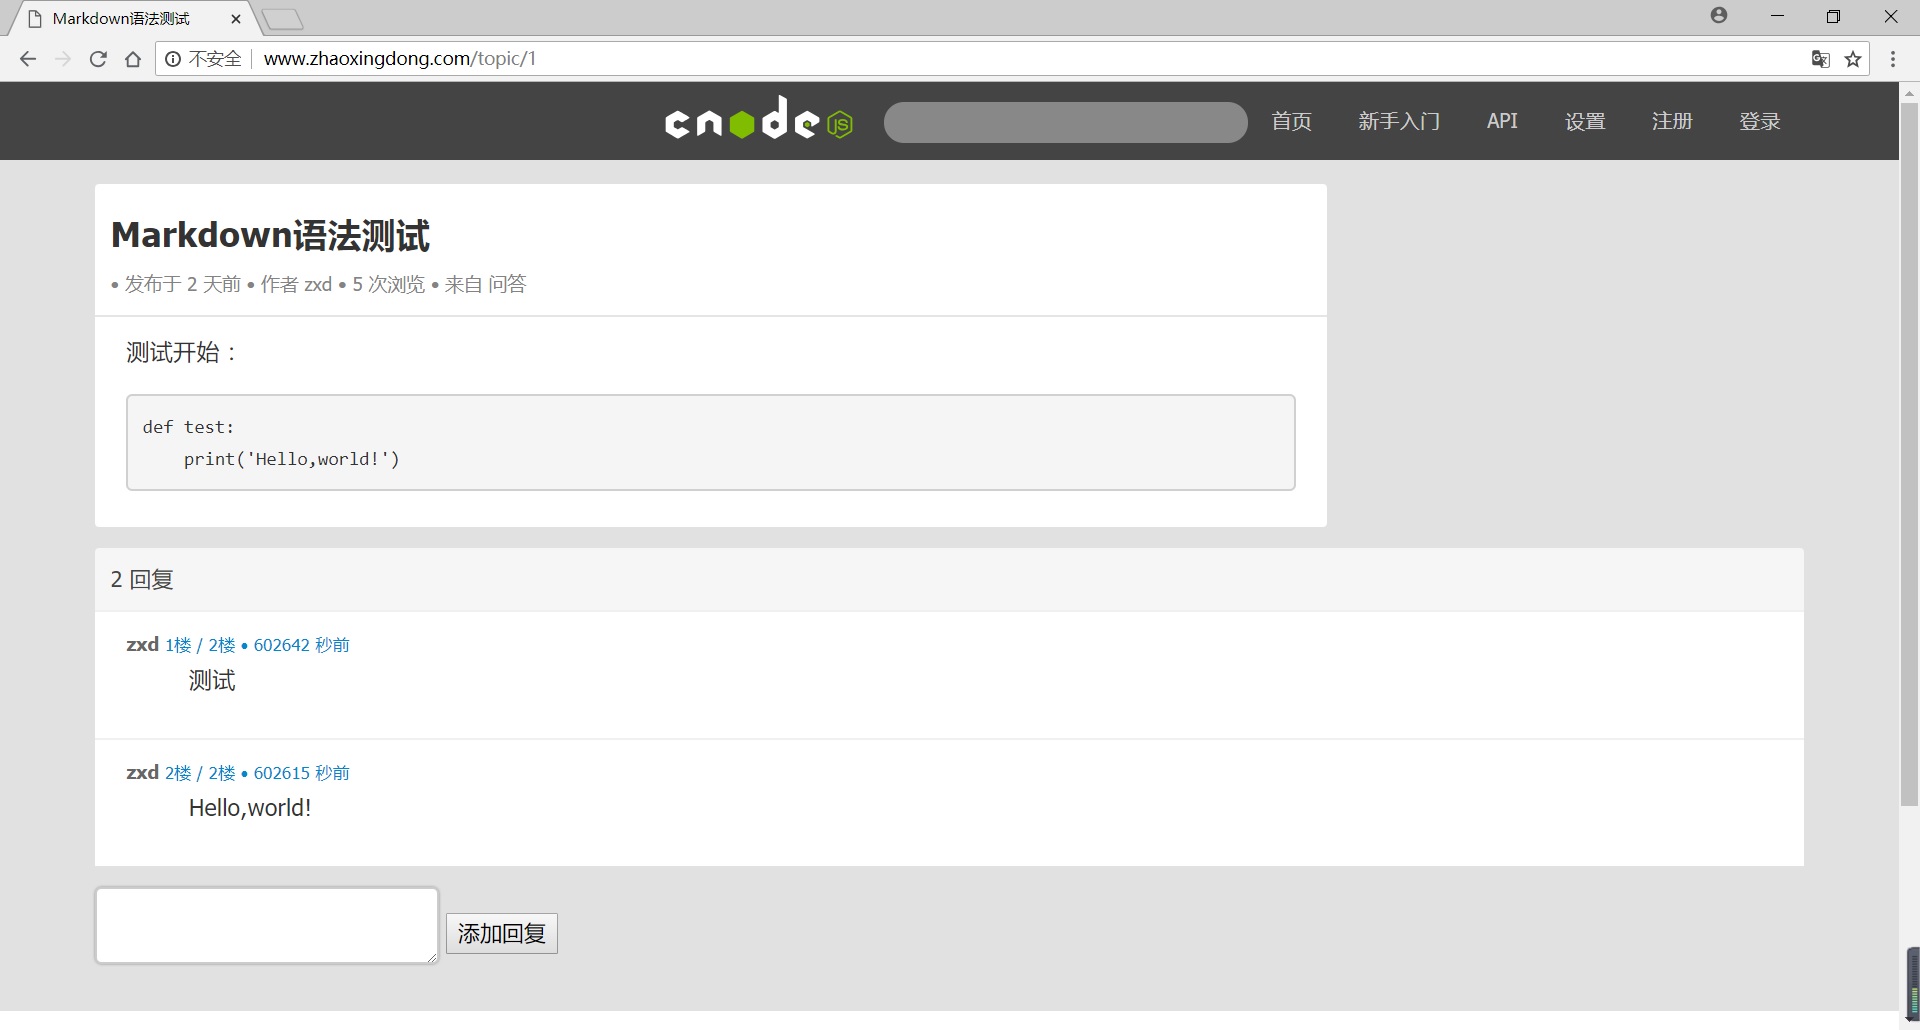 Markdown语法测试
不安全 www.zhaoxingdong.com/topic/1
cnode JS 首页 新手入门 API 设置 注册 登录
Markdown语法测试
• 发布于 2 天前 • 作者 zxd • 5 次浏览 • 来自 问答
测试开始：
def test:
    print('Hello,world!')
2 回复
zxd 1楼 / 2楼 • 602642 秒前
测试
zxd 2楼 / 2楼 • 602615 秒前
Hello,world!
添加回复